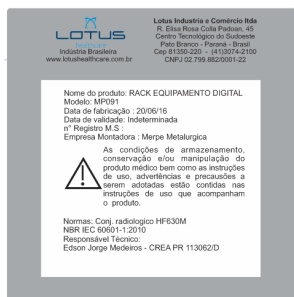 LOTUS
healthcare
Indústria Brasileira
www.lotushealthcare.com.br
Lotus Industria e Comércio ltda
R. Elisa Rosa Colla Padoan, 45
Centro Tecnológico do Sudoeste
Pato Branco - Paraná - Brasil
Cep 81350-220 - (41)3074-2100
CNPJ 02.799.882/0001-22
Nome do produto: RACK EQUIPAMENTO DIGITAL
Modelo: MP091
Data de fabricação : 20/06/16
Data de validade: Indeterminada
n° Registro M.S :
Empresa Montadora : Merpe Metalurgica
As condições de armazenamento,
conservação e/ou manipulação do
produto médico bem como as instruções
de uso, advertências e precausões a
serem adotadas estão contidas nas
instruções de uso que acompanham
o produto.
Normas: Conj. radiologico HF630M
NBR IEC 60601-1:2010
Responsável Técnico:
Edson Jorge Medeiros - CREA PR 113062/D